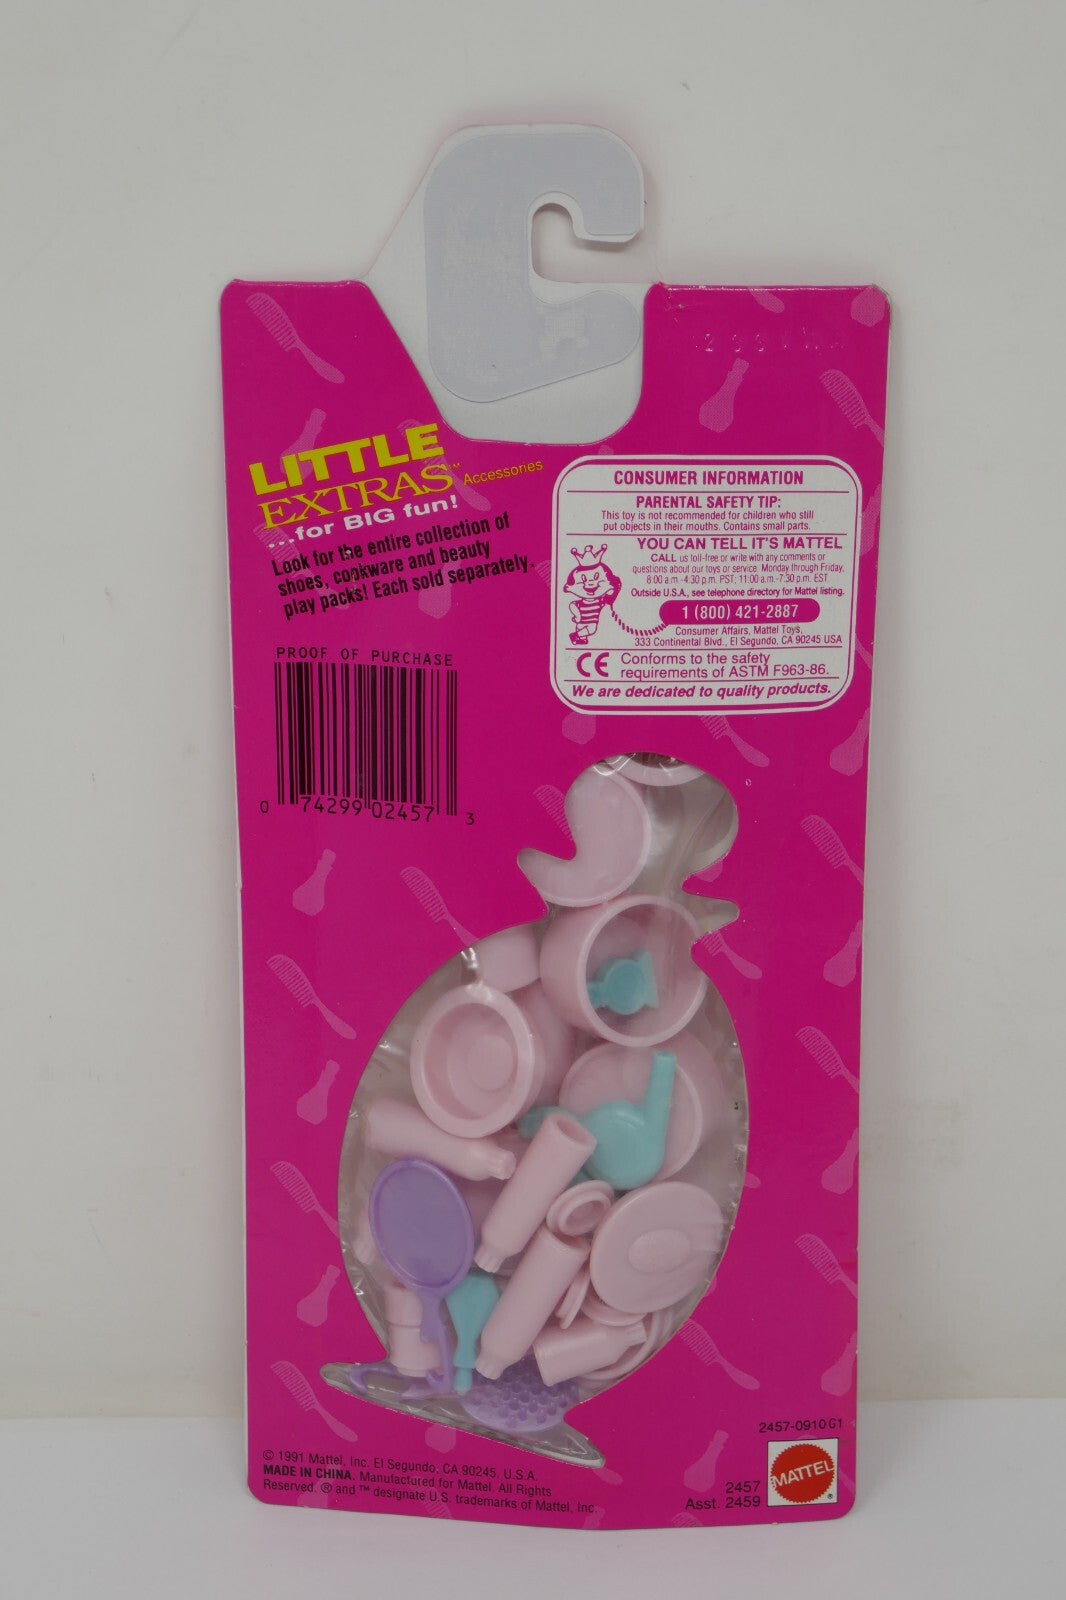 LITTLE
EXTRAS™ Accessories
...for BIG fun!
Look for the entire collection of
shoes, cookware and beauty
play packs! Each sold separately.
PROOF OF PURCHASE
0 74299 02457 3
CONSUMER INFORMATION
PARENTAL SAFETY TIP:
This toy is not recommended for children who still
put objects in their mouths. Contains small parts.
YOU CAN TELL IT'S MATTEL
CALL us toll-free or write with any comments or
questions about our toys or service. Monday through Friday,
8:00 a.m.-4:30 p.m. PST; 11:00 a.m.-7:30 p.m. EST.
Outside U.S.A., see telephone directory for Mattel listing.
1 (800) 421-2887
Consumer Affairs, Mattel Toys,
333 Continental Blvd., El Segundo, CA 90245 USA
CE Conforms to the safety
requirements of ASTM F963-86.
We are dedicated to quality products.
2457-0910G1
© 1991 Mattel, Inc. El Segundo, CA 90245. U.S.A.
MADE IN CHINA. Manufactured for Mattel. All Rights
Reserved. ® and ™ designate U.S. trademarks of Mattel, Inc.
2457
Asst. 2459
MATTEL®